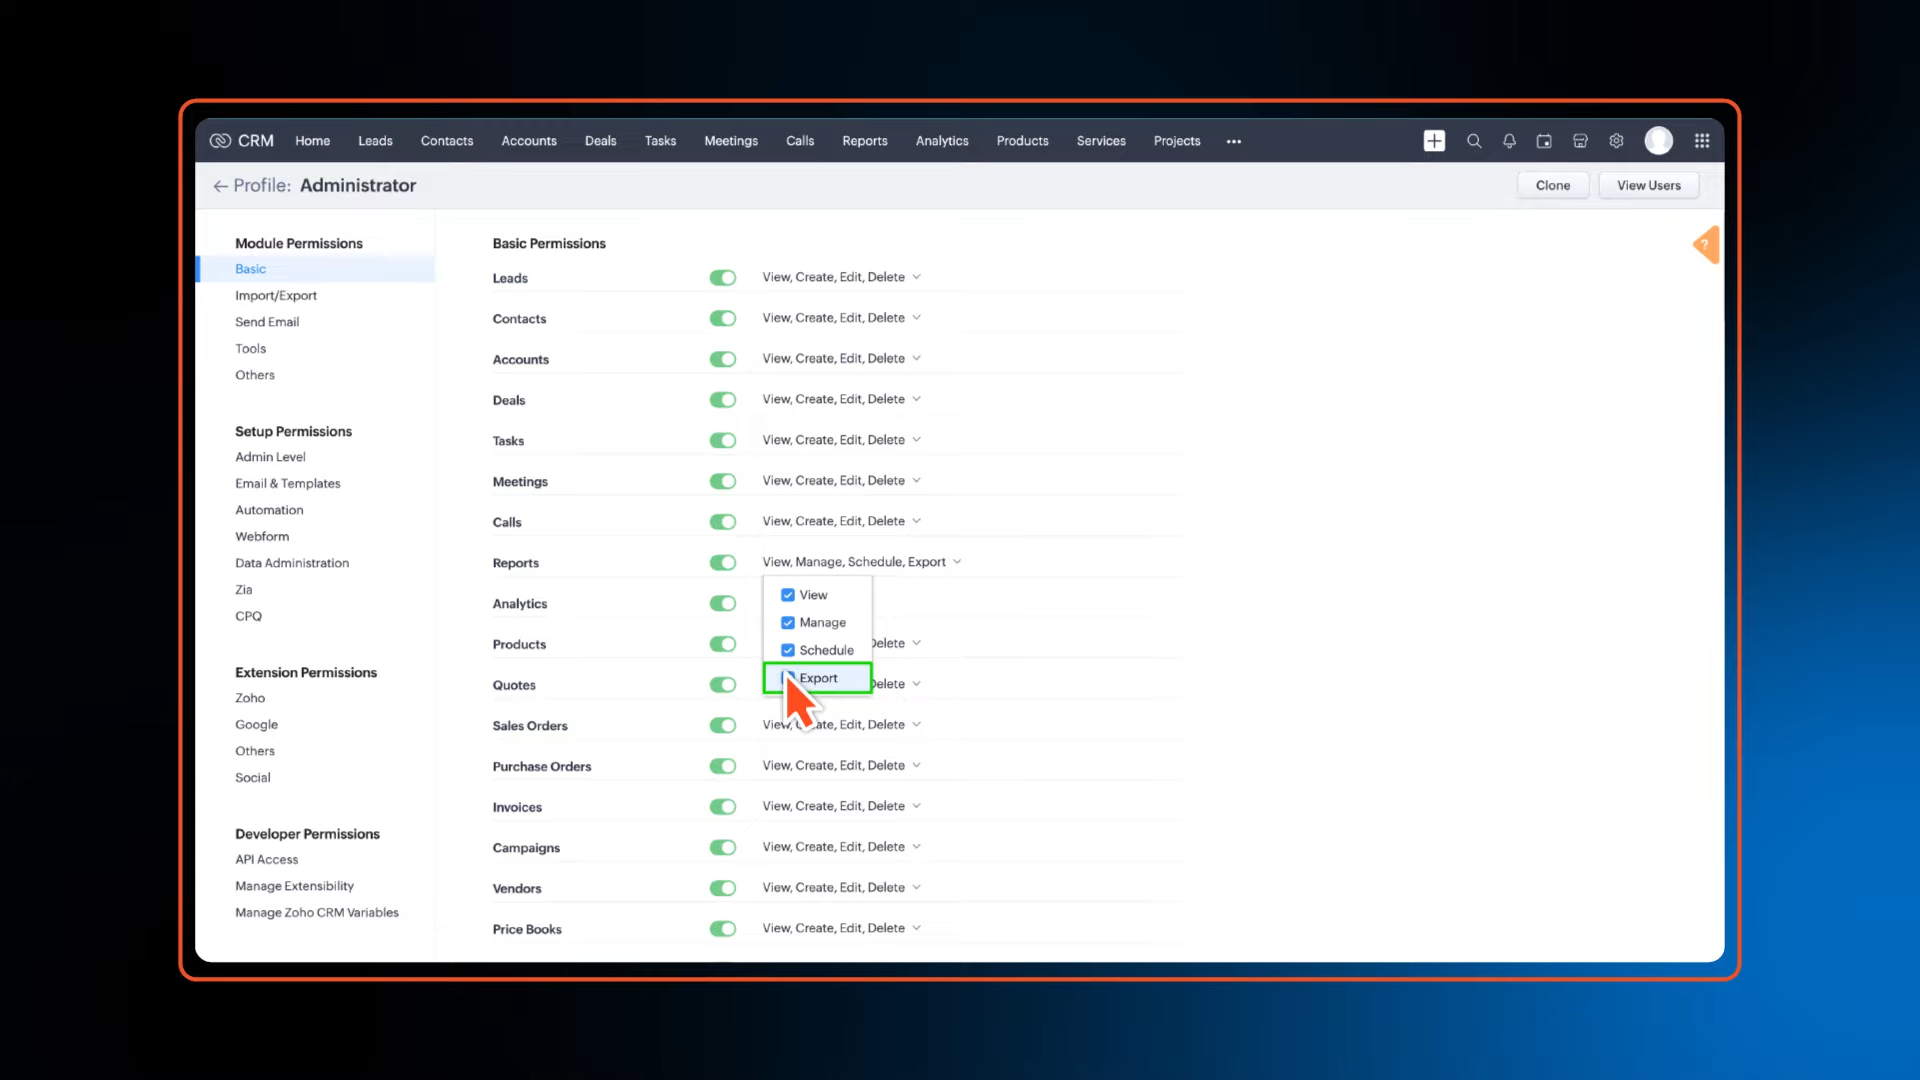 CRM Home Leads Contacts Accounts Deals Tasks Meetings Calls Reports Analytics Products Services Projects •••
← Profile: Administrator
Clone View Users
?
Module Permissions
Basic
Import/Export
Send Email
Tools
Others
Setup Permissions
Admin Level
Email & Templates
Automation
Webform
Data Administration
Zia
CPQ
Extension Permissions
Zoho
Google
Others
Social
Developer Permissions
API Access
Manage Extensibility
Manage Zoho CRM Variables
Basic Permissions
Leads View, Create, Edit, Delete
Contacts View, Create, Edit, Delete
Accounts View, Create, Edit, Delete
Deals View, Create, Edit, Delete
Tasks View, Create, Edit, Delete
Meetings View, Create, Edit, Delete
Calls View, Create, Edit, Delete
Reports View, Manage, Schedule, Export
View
Manage
Schedule
Export
Analytics
Products Delete
Quotes Delete
Sales Orders View, Create, Edit, Delete
Purchase Orders View, Create, Edit, Delete
Invoices View, Create, Edit, Delete
Campaigns View, Create, Edit, Delete
Vendors View, Create, Edit, Delete
Price Books View, Create, Edit, Delete